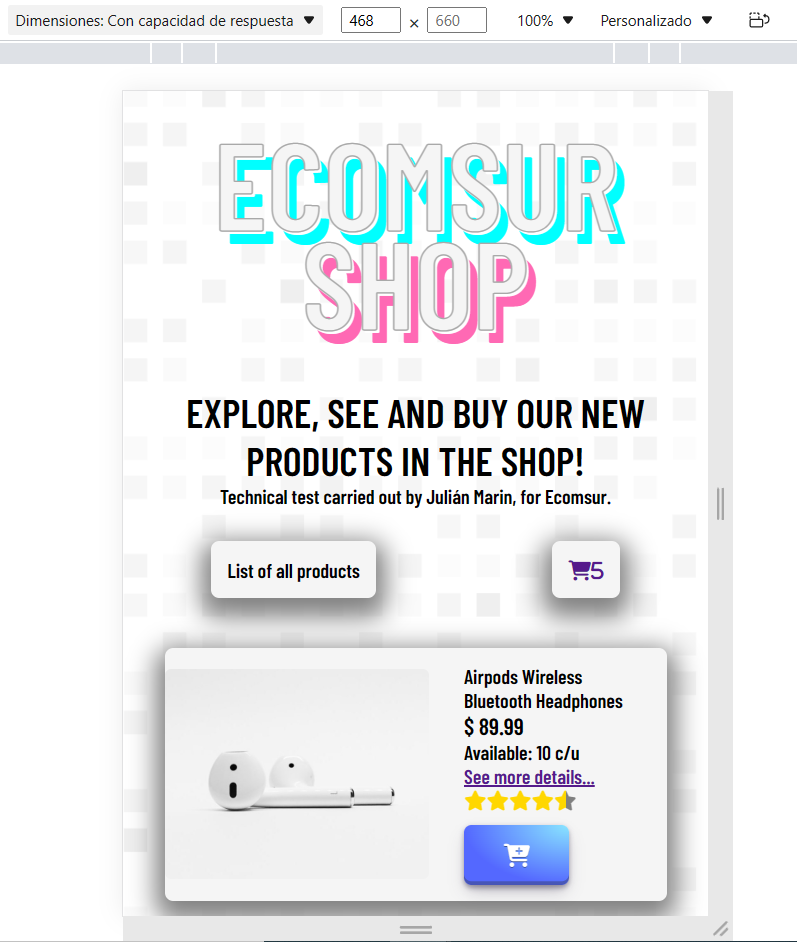 Dimensiones: Con capacidad de respuesta 468 × 660 100% Personalizado
ECOMSUR
SHOP
EXPLORE, SEE AND BUY OUR NEW
PRODUCTS IN THE SHOP!
Technical test carried out by Julián Marin, for Ecomsur.
List of all products 5
Airpods Wireless
Bluetooth Headphones
$ 89.99
Available: 10 c/u
See more details...